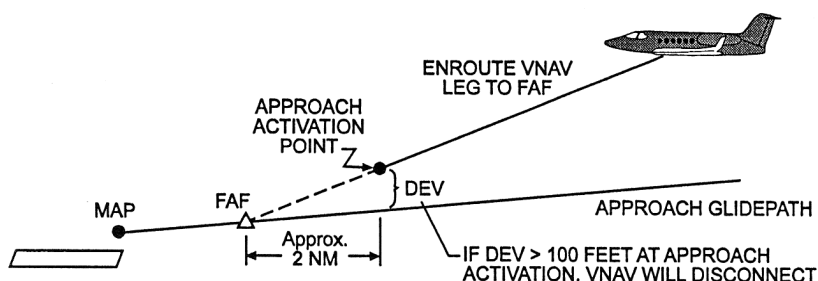 ENROUTE VNAV
LEG TO FAF
APPROACH
ACTIVATION
POINT
DEV
FAF
MAP
APPROACH GLIDEPATH
Approx.
2 NM
IF DEV > 100 FEET AT APPROACH
ACTIVATION, VNAV WILL DISCONNECT